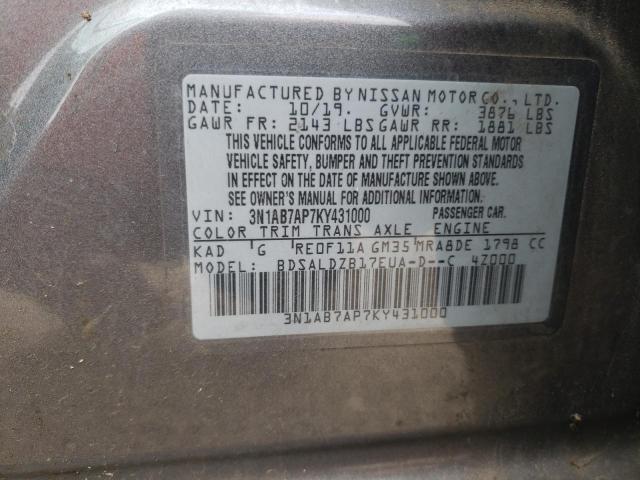 MANUFACTURED BY NISSAN MOTOR CO., LTD.
DATE: 10/19. GVWR: 3876 LBS
GAWR FR: 2143 LBS GAWR RR: 1881 LBS
THIS VEHICLE CONFORMS TO ALL APPLICABLE FEDERAL MOTOR
VEHICLE SAFETY, BUMPER AND THEFT PREVENTION STANDARDS
IN EFFECT ON THE DATE OF MANUFACTURE SHOWN ABOVE.
SEE OWNER'S MANUAL FOR ADDITIONAL INFORMATION.
VIN: 3N1AB7AP7KY431000 PASSENGER CAR.
COLOR TRIM TRANS AXLE ENGINE
KAD G RE0F11A GM35 MRA8DE 1798 CC
MODEL: BDSALDZB17EUA-D--C 4Z000
3N1AB7AP7KY431000